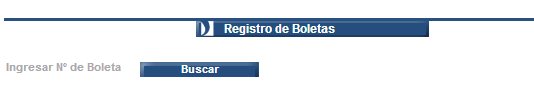 Registro de Boletas
Ingresar Nº de Boleta
Buscar